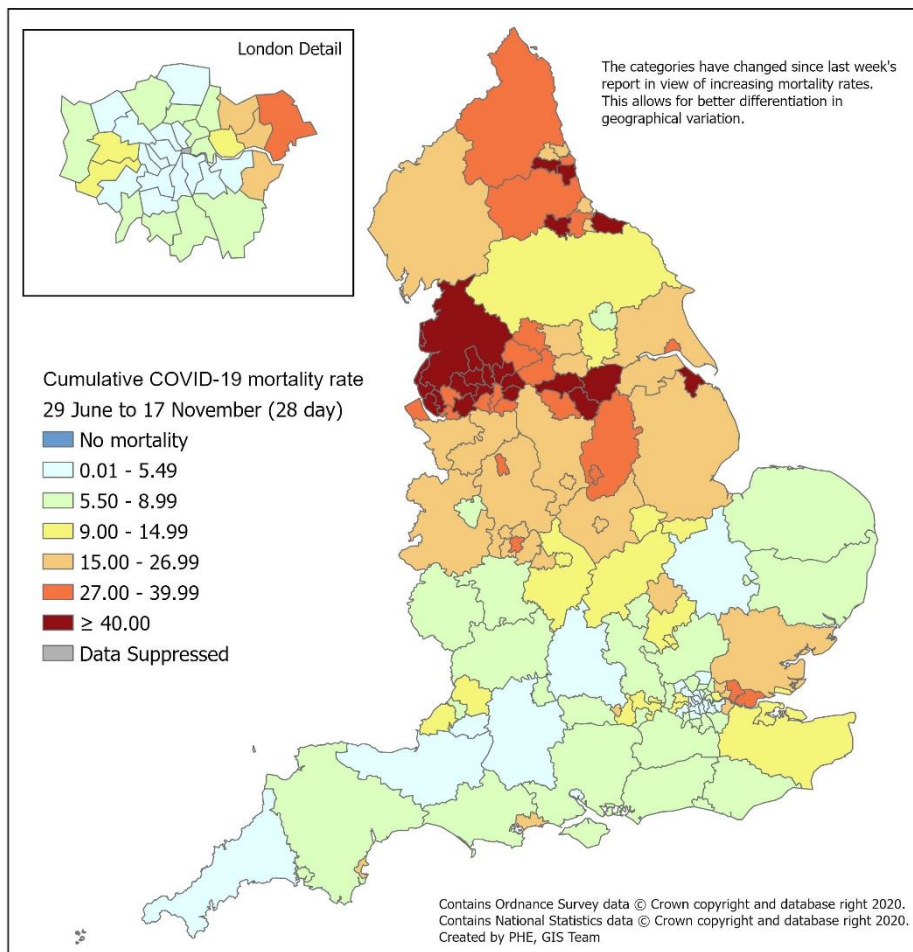 London Detail
The categories have changed since last week's
report in view of increasing mortality rates.
This allows for better differentiation in
geographical variation.
Cumulative COVID-19 mortality rate
29 June to 17 November (28 day)
No mortality
0.01 - 5.49
5.50 - 8.99
9.00 - 14.99
15.00 - 26.99
27.00 - 39.99
≥ 40.00
Data Suppressed
Contains Ordnance Survey data © Crown copyright and database right 2020.
Contains National Statistics data © Crown copyright and database right 2020.
Created by PHE, GIS Team